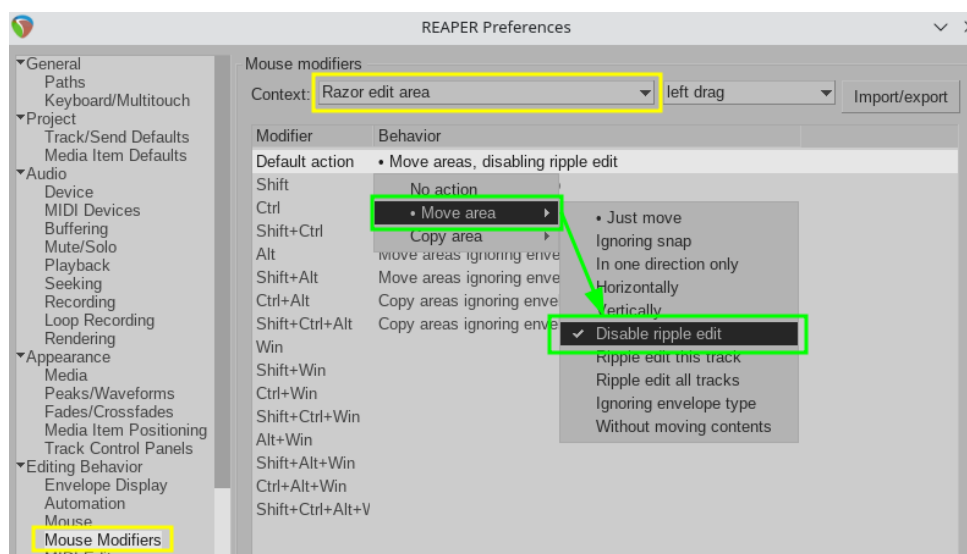 REAPER Preferences
General
Paths
Keyboard/Multitouch
Project
Track/Send Defaults
Media Item Defaults
Audio
Device
MIDI Devices
Buffering
Mute/Solo
Playback
Seeking
Recording
Loop Recording
Rendering
Appearance
Media
Peaks/Waveforms
Fades/Crossfades
Media Item Positioning
Track Control Panels
Editing Behavior
Envelope Display
Automation
Mouse
Mouse Modifiers
Mouse modifiers
Context: Razor edit area left drag Import/export
Modifier Behavior
Default action • Move areas, disabling ripple edit
Shift
Ctrl
Shift+Ctrl
Alt Move areas ignoring enve
Shift+Alt Move areas ignoring enve
Ctrl+Alt Copy areas ignoring enve
Shift+Ctrl+Alt Copy areas ignoring enve
Win
Shift+Win
Ctrl+Win
Shift+Ctrl+Win
Alt+Win
Shift+Alt+Win
Ctrl+Alt+Win
Shift+Ctrl+Alt+W
No action
• Move area
Copy area
• Just move
Ignoring snap
In one direction only
Horizontally
Vertically
✓ Disable ripple edit
Ripple edit this track
Ripple edit all tracks
Ignoring envelope type
Without moving contents